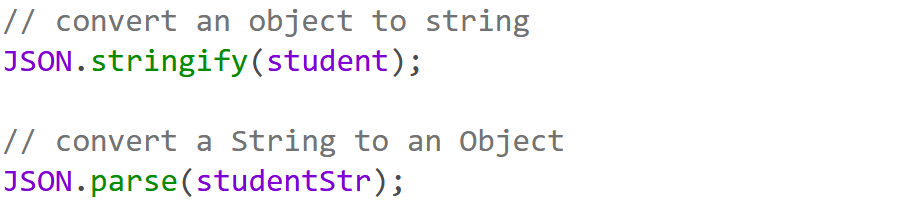 // convert an object to string
JSON.stringify(student);
// convert a String to an Object
JSON.parse(studentStr);